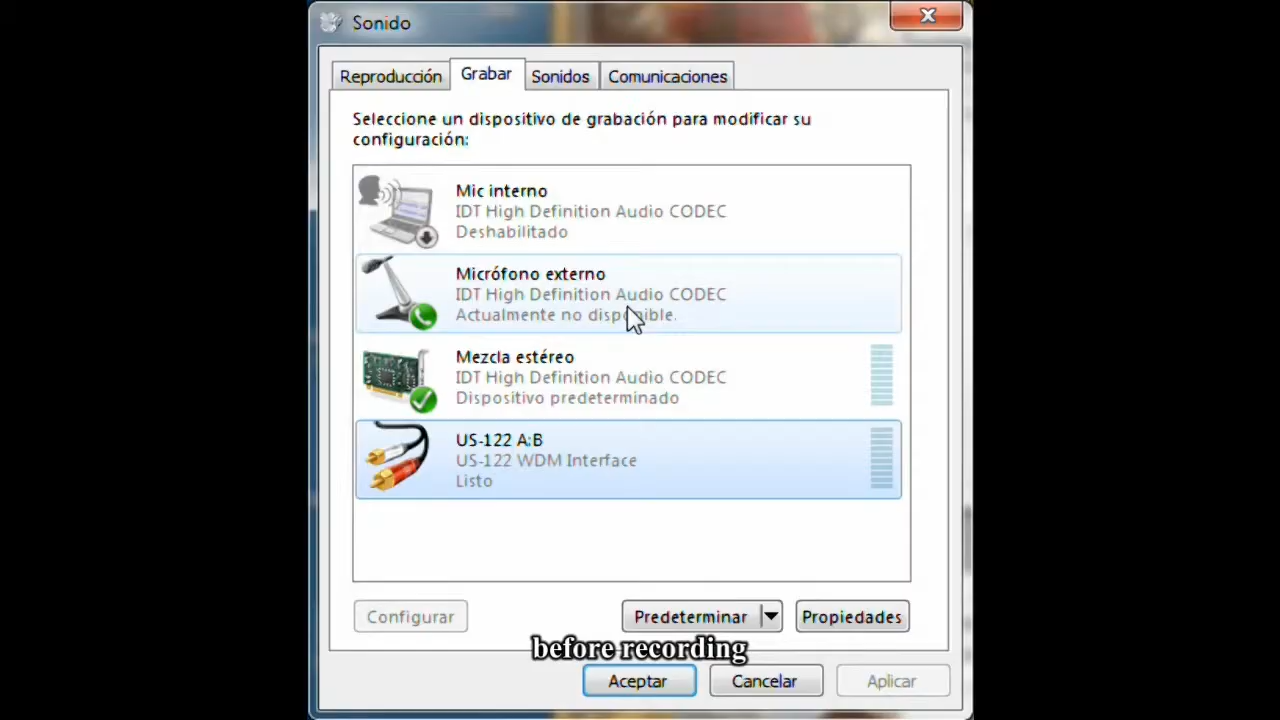 Sonido
Reproducción Grabar Sonidos Comunicaciones
Seleccione un dispositivo de grabación para modificar su
configuración:
Mic interno
IDT High Definition Audio CODEC
Deshabilitado
Micrófono externo
IDT High Definition Audio CODEC
Actualmente no disponible.
Mezcla estéreo
IDT High Definition Audio CODEC
Dispositivo predeterminado
US-122 A:B
US-122 WDM Interface
Listo
Configurar Predeterminar Propiedades
before recording
Aceptar Cancelar Aplicar